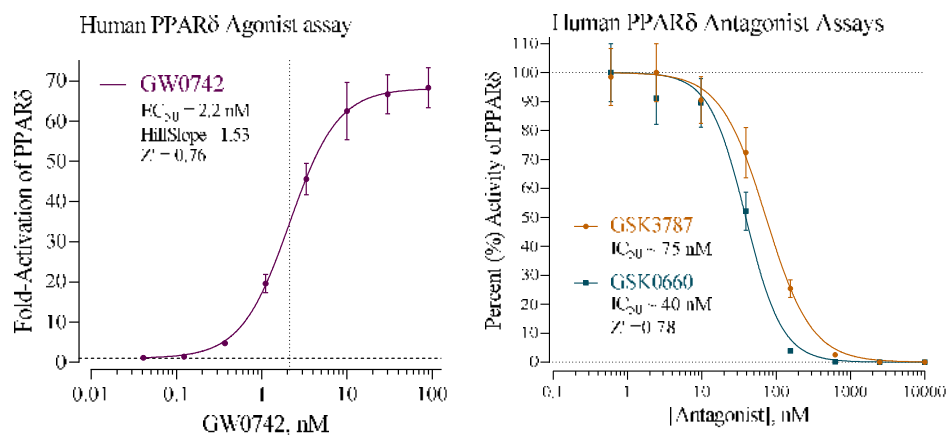 Human PPARδ Agonist assay
Fold-Activation of PPARδ
70
60
50
40
30
20
10
0
GW0742
EC50 = 2.2 nM
HillSlope 1.53
Z' = 0.76
0.01
0.1
1
10
100
GW0742, nM
Human PPARδ Antagonist Assays
Percent (%) Activity of PPARδ
110
100
90
80
70
60
50
40
30
20
10
0
GSK3787
IC50 ~ 75 nM
GSK0660
IC50 ~ 40 nM
Z' =0.78
0.1
1
10
100
1000
10000
[Antagonist], nM